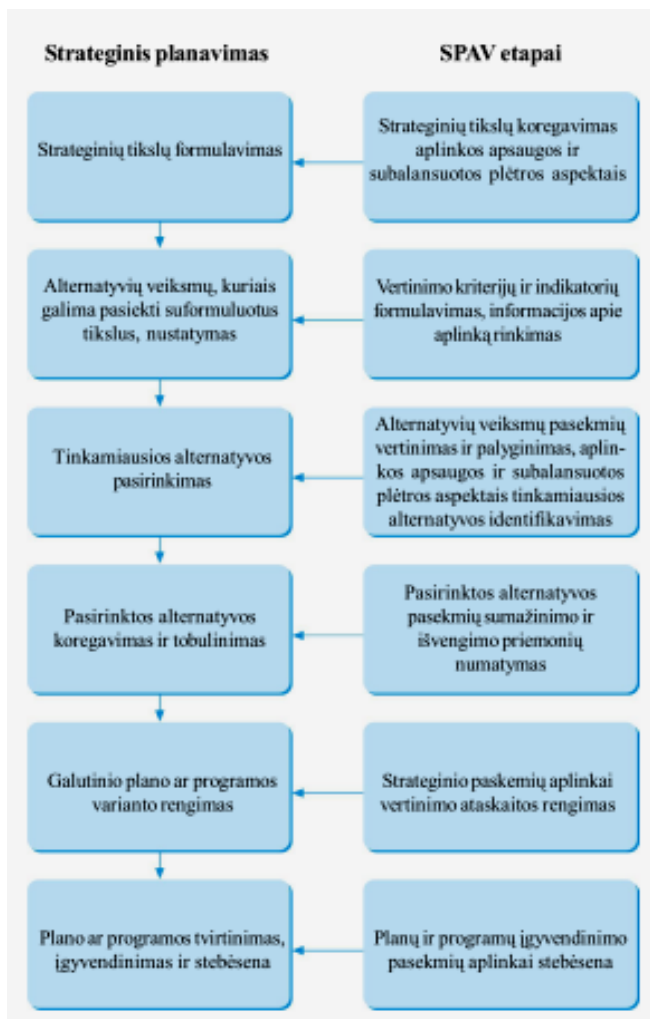 Strateginis planavimas
SPAV etapai
Strateginių tikslų formulavimas
Strateginių tikslų koregavimas
aplinkos apsaugos ir
subalansuotos plėtros aspektais
Alternatyvių veiksmų, kuriais
galima pasiekti suformuluotus
tikslus, nustatymas
Vertinimo kriterijų ir indikatorių
formulavimas, informacijos apie
aplinką rinkimas
Tinkamiausios alternatyvos
pasirinkimas
Alternatyvių veiksmų pasekmių
vertinimas ir palyginimas, aplin-
kos apsaugos ir subalansuotos
plėtros aspektais tinkamiausios
alternatyvos identifikavimas
Pasirinktos alternatyvos
koregavimas ir tobulinimas
Pasirinktos alternatyvos
pasekmių sumažinimo ir
išvengimo priemonių
numatymas
Galutinio plano ar programos
varianto rengimas
Strateginio paskemių aplinkai
vertinimo ataskaitos rengimas
Plano ar programos tvirtinimas,
įgyvendinimas ir stebėsena
Planų ir programų įgyvendinimo
pasekmių aplinkai stebėsena